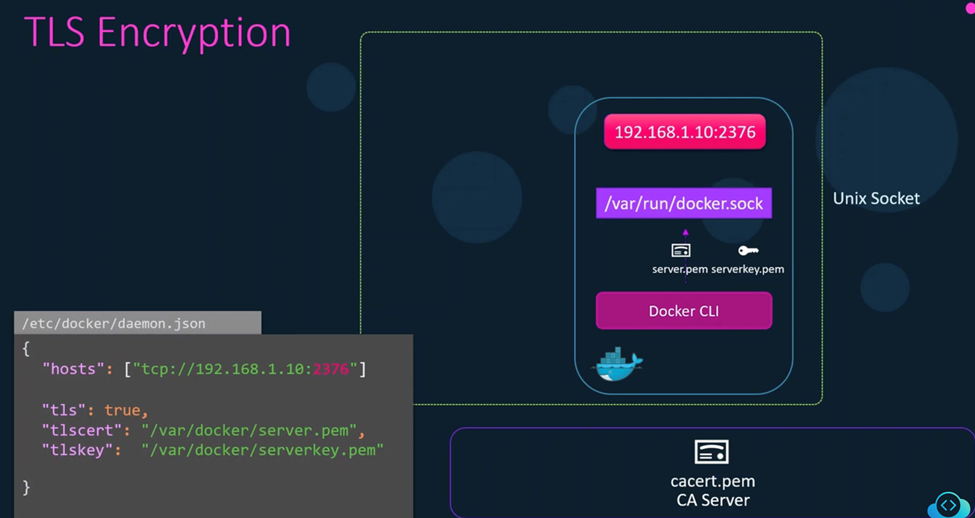 TLS Encryption
192.168.1.10:2376
/var/run/docker.sock
Unix Socket
server.pem serverkey.pem
Docker CLI
/etc/docker/daemon.json
{
"hosts": ["tcp://192.168.1.10:2376"]
"tls": true,
"tlscert": "/var/docker/server.pem",
"tlskey": "/var/docker/serverkey.pem"
}
cacert.pem
CA Server